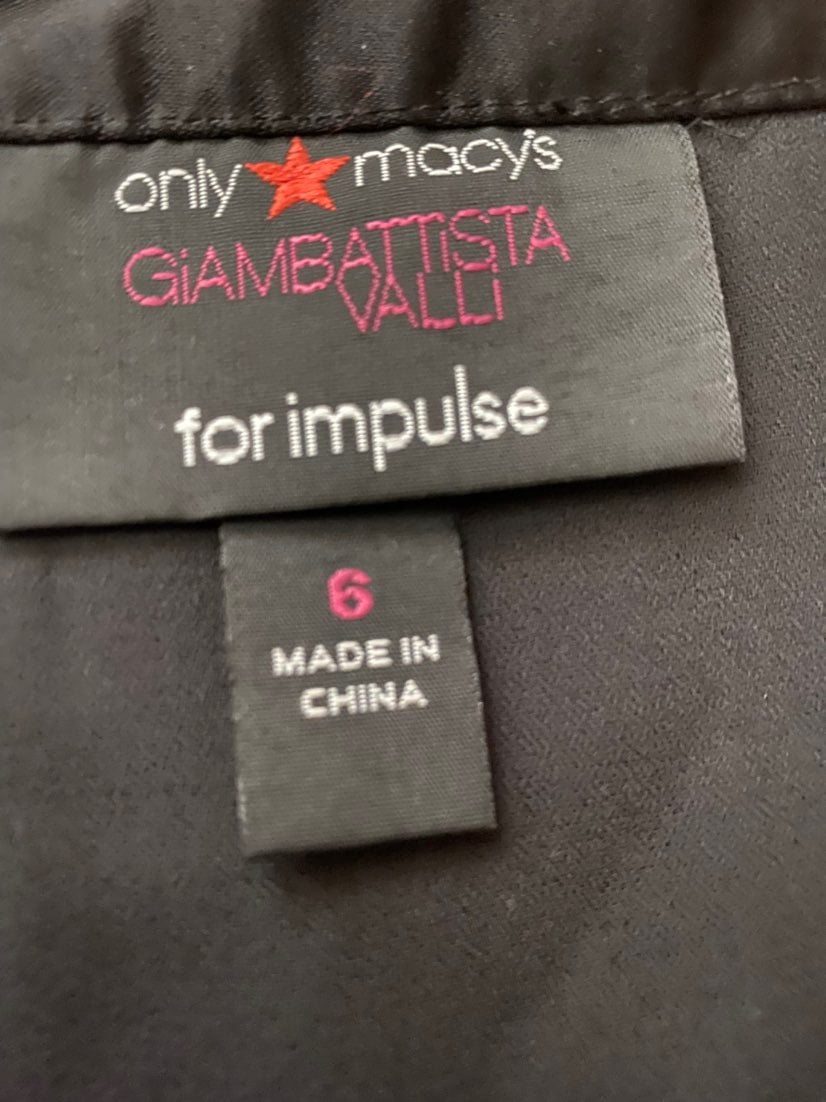 only macy's
GiAMBATTiSTA
VALLi
for impulse
6
MADE IN
CHINA